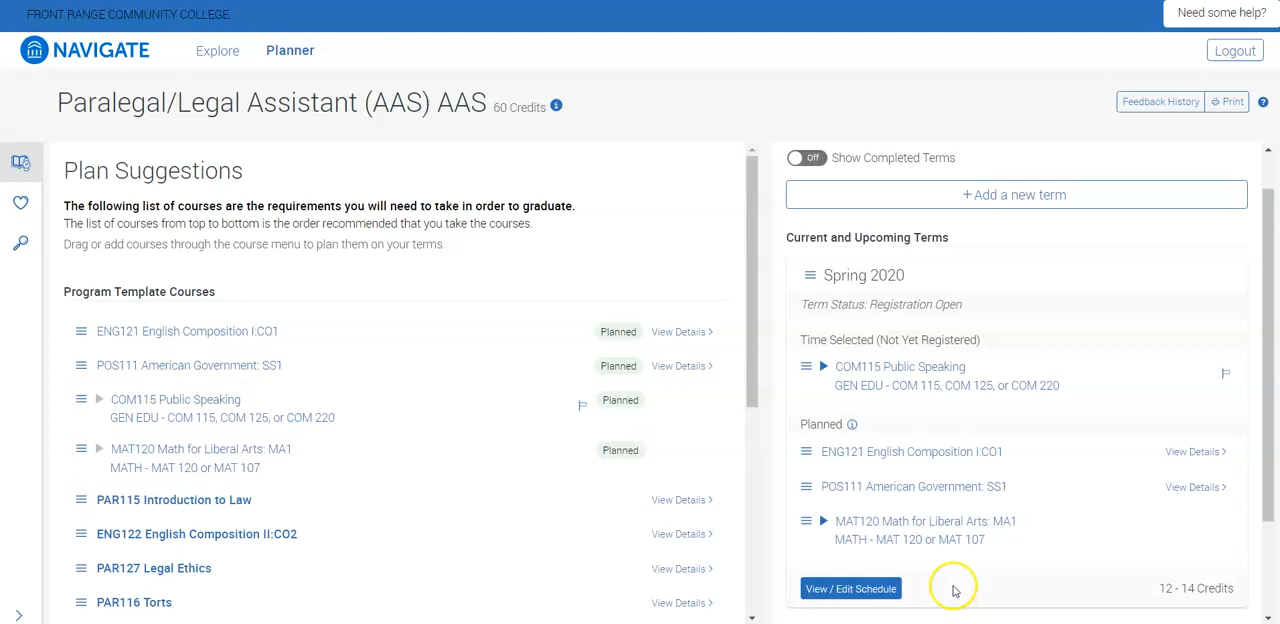 FRONT RANGE COMMUNITY COLLEGE
Need some help?
NAVIGATE
Explore
Planner
Logout
Paralegal/Legal Assistant (AAS) AAS 60 Credits
Feedback History
Print
Plan Suggestions
The following list of courses are the requirements you will need to take in order to graduate.
The list of courses from top to bottom is the order recommended that you take the courses.
Drag or add courses through the course menu to plan them on your terms.
Program Template Courses
ENG121 English Composition I:CO1 Planned View Details >
POS111 American Government: SS1 Planned View Details >
COM115 Public Speaking Planned
GEN EDU - COM 115, COM 125, or COM 220
MAT120 Math for Liberal Arts: MA1 Planned
MATH - MAT 120 or MAT 107
PAR115 Introduction to Law View Details >
ENG122 English Composition II:CO2 View Details >
PAR127 Legal Ethics View Details >
PAR116 Torts View Details >
Off Show Completed Terms
+ Add a new term
Current and Upcoming Terms
Spring 2020
Term Status: Registration Open
Time Selected (Not Yet Registered)
COM115 Public Speaking
GEN EDU - COM 115, COM 125, or COM 220
Planned
ENG121 English Composition I:CO1 View Details >
POS111 American Government: SS1 View Details >
MAT120 Math for Liberal Arts: MA1
MATH - MAT 120 or MAT 107
View / Edit Schedule 12 - 14 Credits